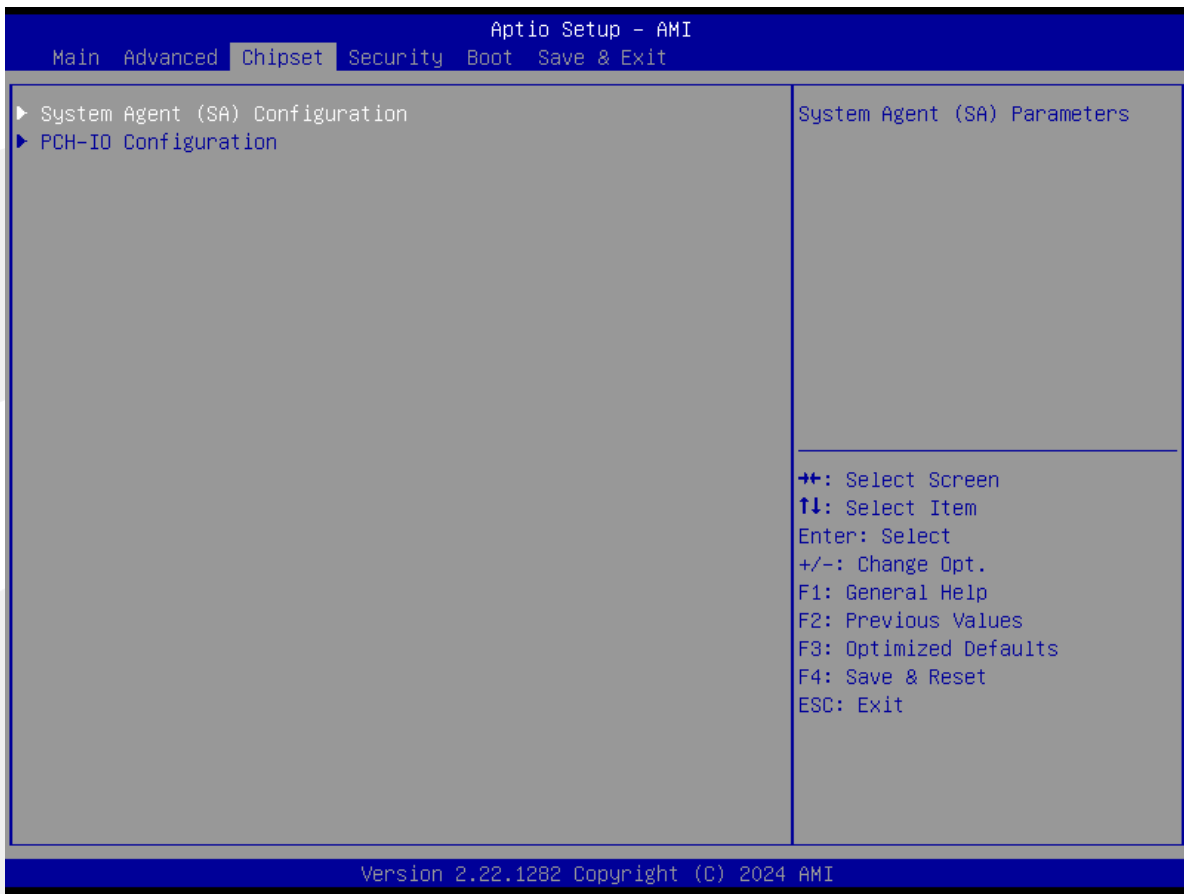 Aptio Setup – AMI
Main Advanced Chipset Security Boot Save & Exit
▶ System Agent (SA) Configuration
▶ PCH-IO Configuration
System Agent (SA) Parameters
→←: Select Screen
↑↓: Select Item
Enter: Select
+/-: Change Opt.
F1: General Help
F2: Previous Values
F3: Optimized Defaults
F4: Save & Reset
ESC: Exit
Version 2.22.1282 Copyright (C) 2024 AMI